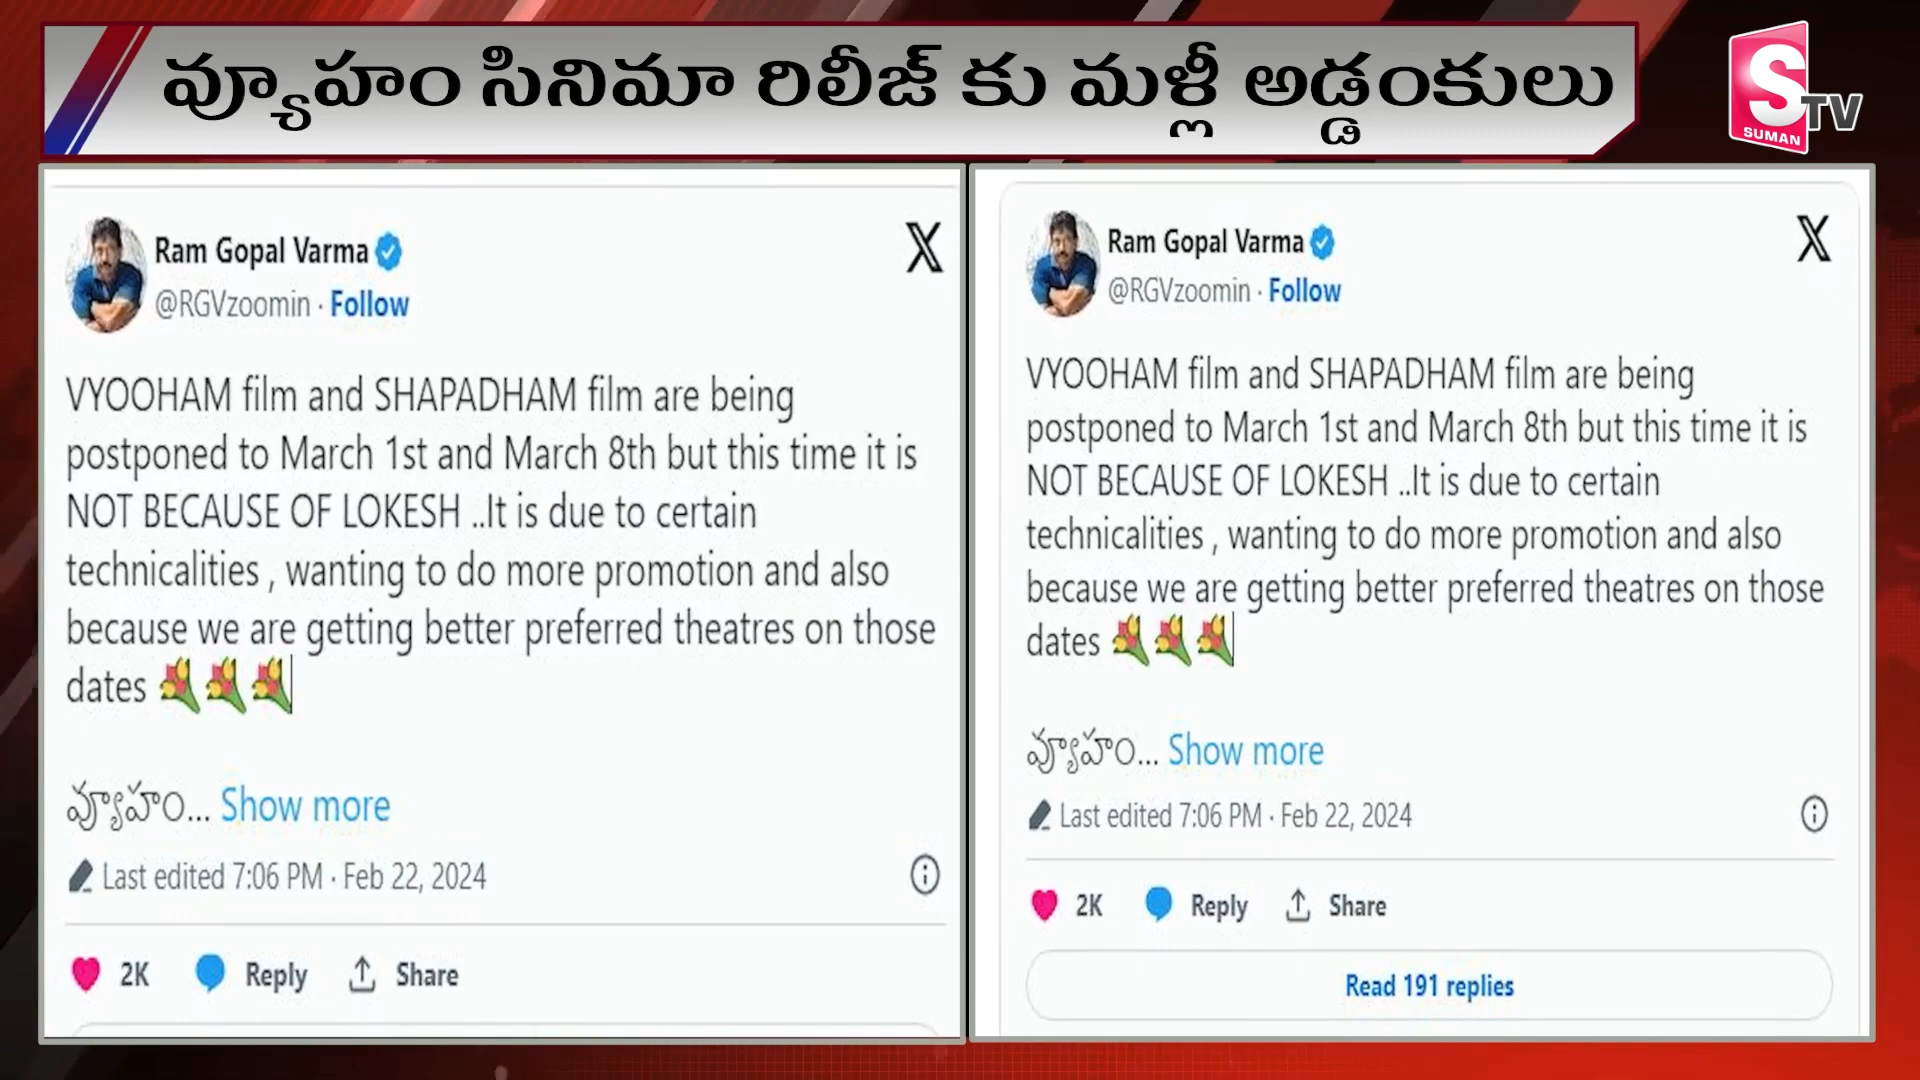 వ్యూహం సినిమా రిలీజ్ కు మళ్లీ అడ్డంకులు
S TV
SUMAN
Ram Gopal Varma
@RGVzoomin · Follow
VYOOHAM film and SHAPADHAM film are being
postponed to March 1st and March 8th but this time it is
NOT BECAUSE OF LOKESH ..It is due to certain
technicalities , wanting to do more promotion and also
because we are getting better preferred theatres on those
dates 💐💐💐
వ్యూహం... Show more
Last edited 7:06 PM · Feb 22, 2024
2K Reply Share
Ram Gopal Varma
@RGVzoomin · Follow
VYOOHAM film and SHAPADHAM film are being
postponed to March 1st and March 8th but this time it is
NOT BECAUSE OF LOKESH ..It is due to certain
technicalities , wanting to do more promotion and also
because we are getting better preferred theatres on those
dates 💐💐💐
వ్యూహం... Show more
Last edited 7:06 PM · Feb 22, 2024
2K Reply Share
Read 191 replies